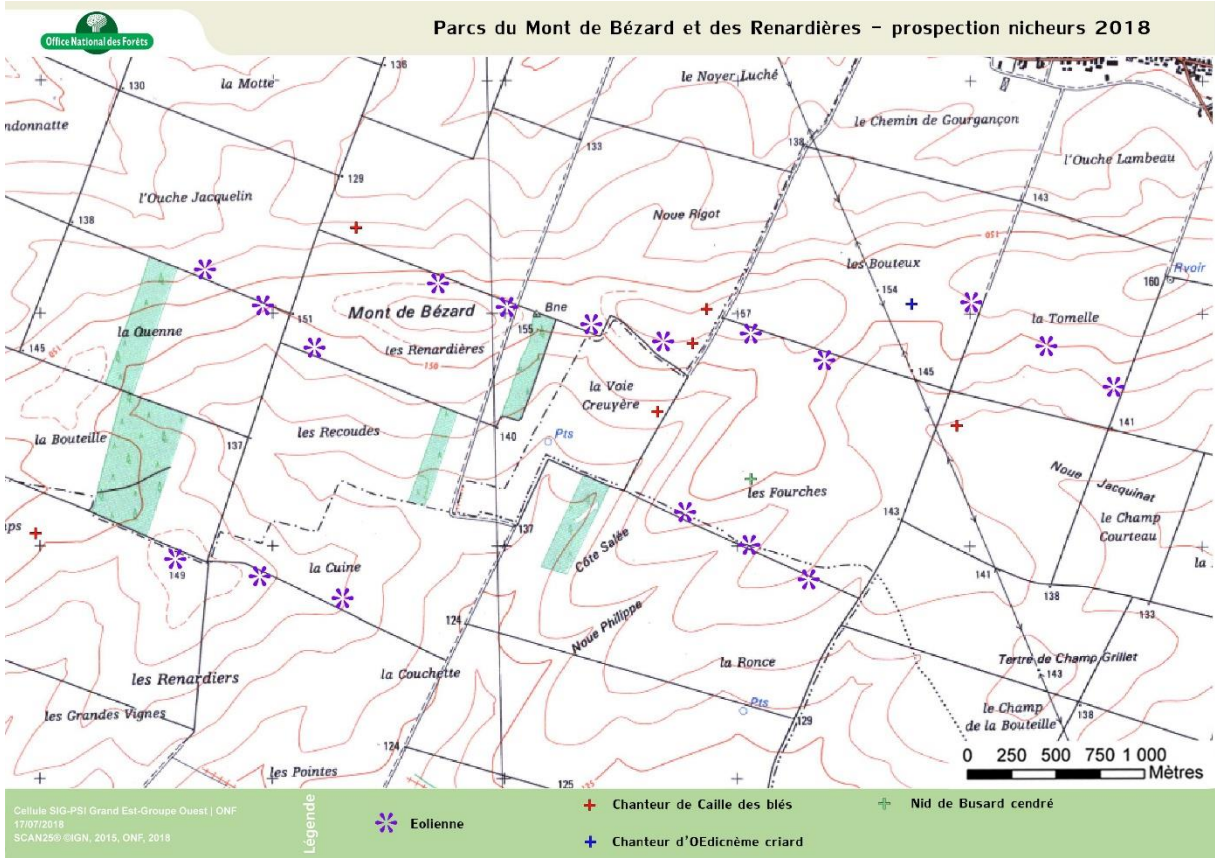 Office National des Forêts
Parcs du Mont de Bézard et des Renardières - prospection nicheurs 2018
136
la Motte
le Noyer Luché
130
ndonnatte
le Chemin de Gourgançon
133
138
l'Ouche Lambeau
129
l'Ouche Jacquelin
143
138
Noue Rigot
150
les Bouteux
Rvoir
160
154
Bne
la Quenne
151
Mont de Bézard
155
157
la Tomelle
145
les Renardières
150
150
145
la Voie
Creuyère
137
la Bouteille
les Recoudes
140
Pts
141
Noue Jacquinat
les Fourches
le Champ
Courteau
143
ps
137
Côte Salée
149
la Cuine
141
la
138
133
124
Noue Philippe
la Ronce
Tertre de Champ Grillet
143
les Renardiers
la Couchette
les Grandes Vignes
Pts
129
le Champ
de la Bouteille
138
124
les Pointes
125
125
0 250 500 750 1 000
Mètres
Cellule SIG-PSI Grand Est-Groupe Ouest | ONF
17/07/2018
SCAN25® ©IGN, 2015, ONF, 2018
Légende
Eolienne
Chanteur de Caille des blés
Chanteur d'OEdicnème criard
Nid de Busard cendré